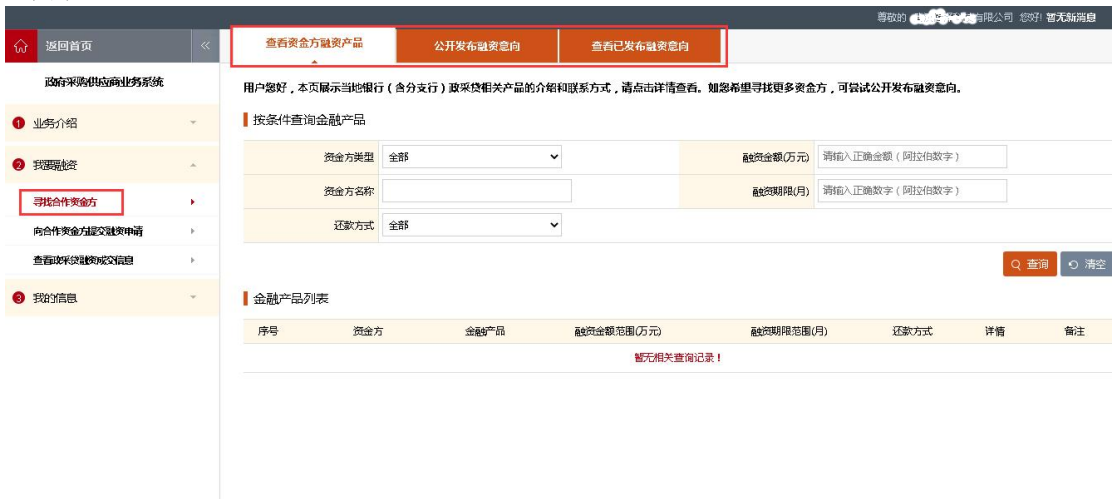 尊敬的 有限公司 您好! 暂无新消息
返回首页 «
查看资金方融资产品 公开发布融资意向 查看已发布融资意向
政府采购供应商业务系统
用户您好，本页展示当地银行（含分支行）政采贷相关产品的介绍和联系方式，请点击详情查看。如您希望寻找更多资金方，可尝试公开发布融资意向。
1 业务介绍
按条件查询金融产品
资金方类型 全部 融资金额(万元) 请输入正确金额（阿拉伯数字）
2 我要融资
资金方名称 融资期限(月) 请输入正确数字（阿拉伯数字）
寻找合作资金方
还款方式 全部
向合作资金方提交融资申请
查看政采贷融资成交信息
查询 清空
3 我的信息
金融产品列表
序号 资金方 金融产品 融资金额范围(万元) 融资期限范围(月) 还款方式 详情 备注
暂无相关查询记录！